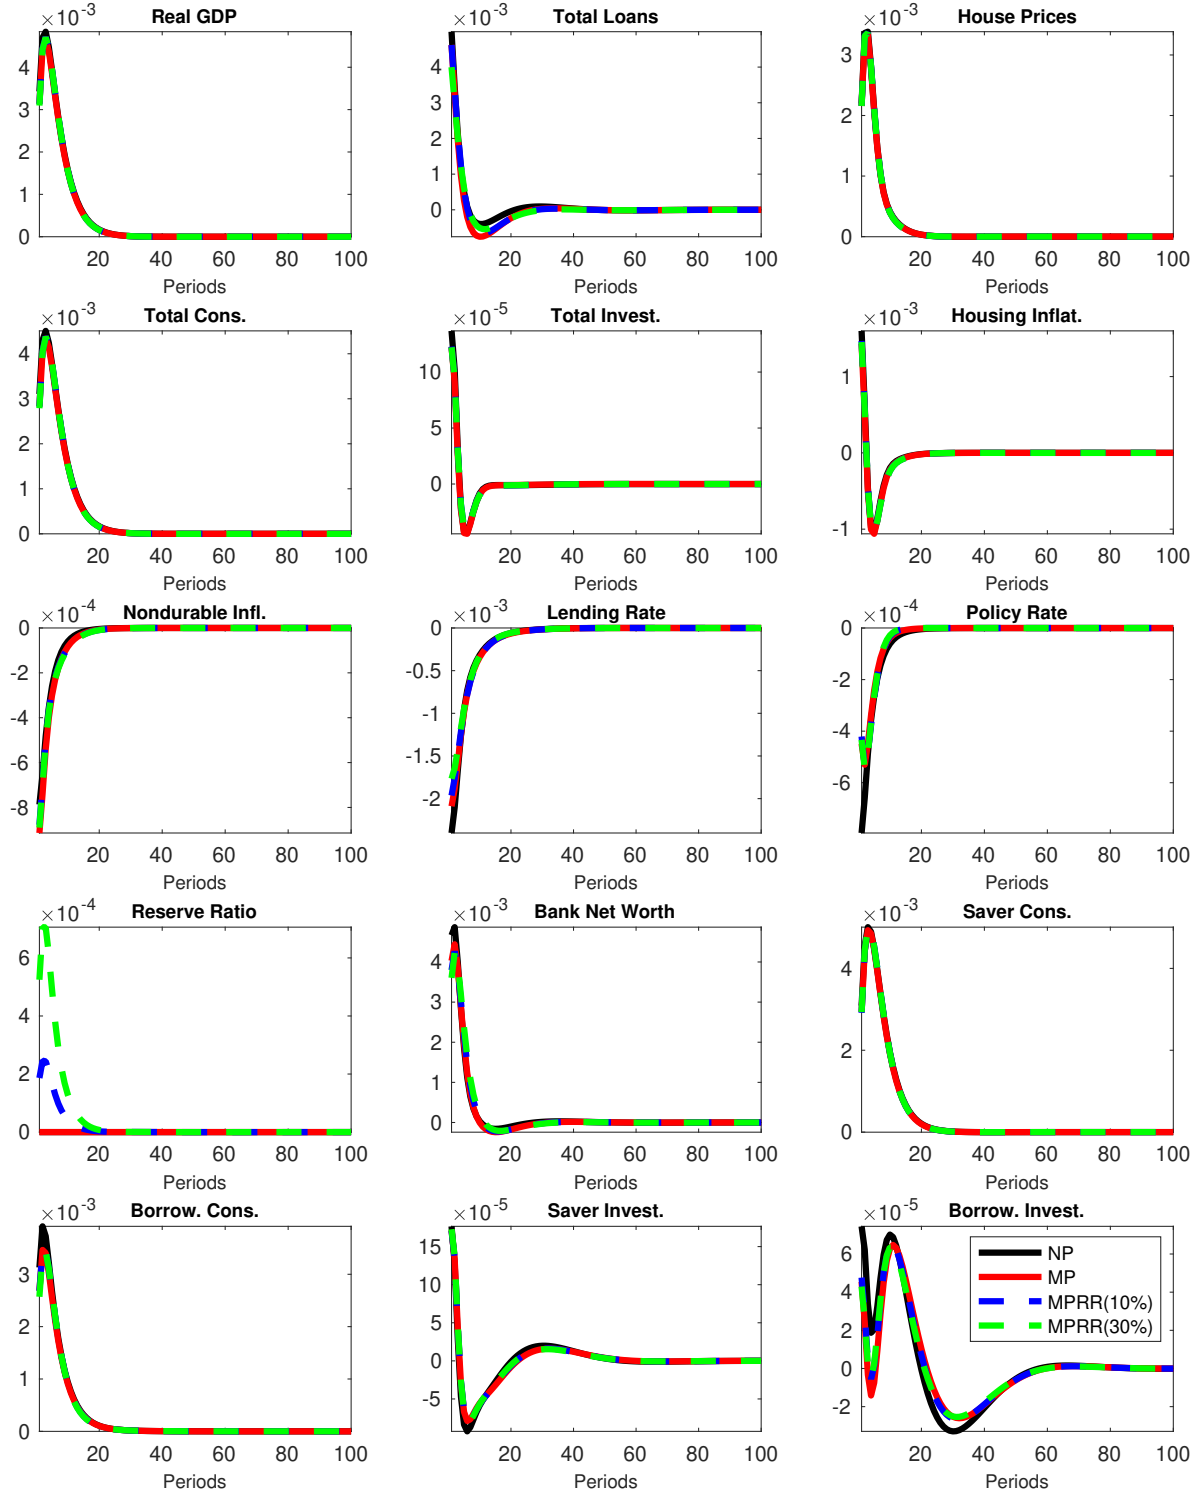 Real GDP
×10^-3
4
3
2
1
0
20 40 60 80 100
Periods
Total Loans
×10^-3
4
3
2
1
0
20 40 60 80 100
Periods
House Prices
×10^-3
3
2
1
0
20 40 60 80 100
Periods
Total Cons.
×10^-3
4
3
2
1
0
20 40 60 80 100
Periods
Total Invest.
×10^-5
10
5
0
20 40 60 80 100
Periods
Housing Inflat.
×10^-3
1
0
-1
20 40 60 80 100
Periods
Nondurable Infl.
×10^-4
0
-2
-4
-6
-8
20 40 60 80 100
Periods
Lending Rate
×10^-3
0
-0.5
-1
-1.5
-2
20 40 60 80 100
Periods
Policy Rate
×10^-4
0
-2
-4
-6
20 40 60 80 100
Periods
Reserve Ratio
×10^-4
6
4
2
0
20 40 60 80 100
Periods
Bank Net Worth
×10^-3
4
3
2
1
0
20 40 60 80 100
Periods
Saver Cons.
×10^-3
4
2
0
20 40 60 80 100
Periods
Borrow. Cons.
×10^-3
3
2
1
0
20 40 60 80 100
Periods
Saver Invest.
×10^-5
15
10
5
0
-5
20 40 60 80 100
Periods
Borrow. Invest.
×10^-5
6
4
2
0
-2
NP
MP
MPRR(10%)
MPRR(30%)
20 40 60 80 100
Periods